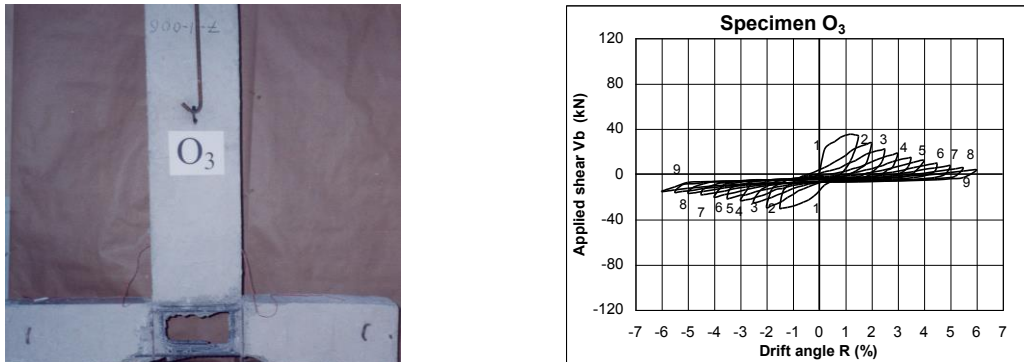 O₃
Specimen O₃
Applied shear Vb (kN)
120
80
40
0
-40
-80
-120
1 2 3 4 5 6 7 8
9 9
8 7 6 5 4 3 2 1
-7 -6 -5 -4 -3 -2 -1 0 1 2 3 4 5 6 7
Drift angle R (%)